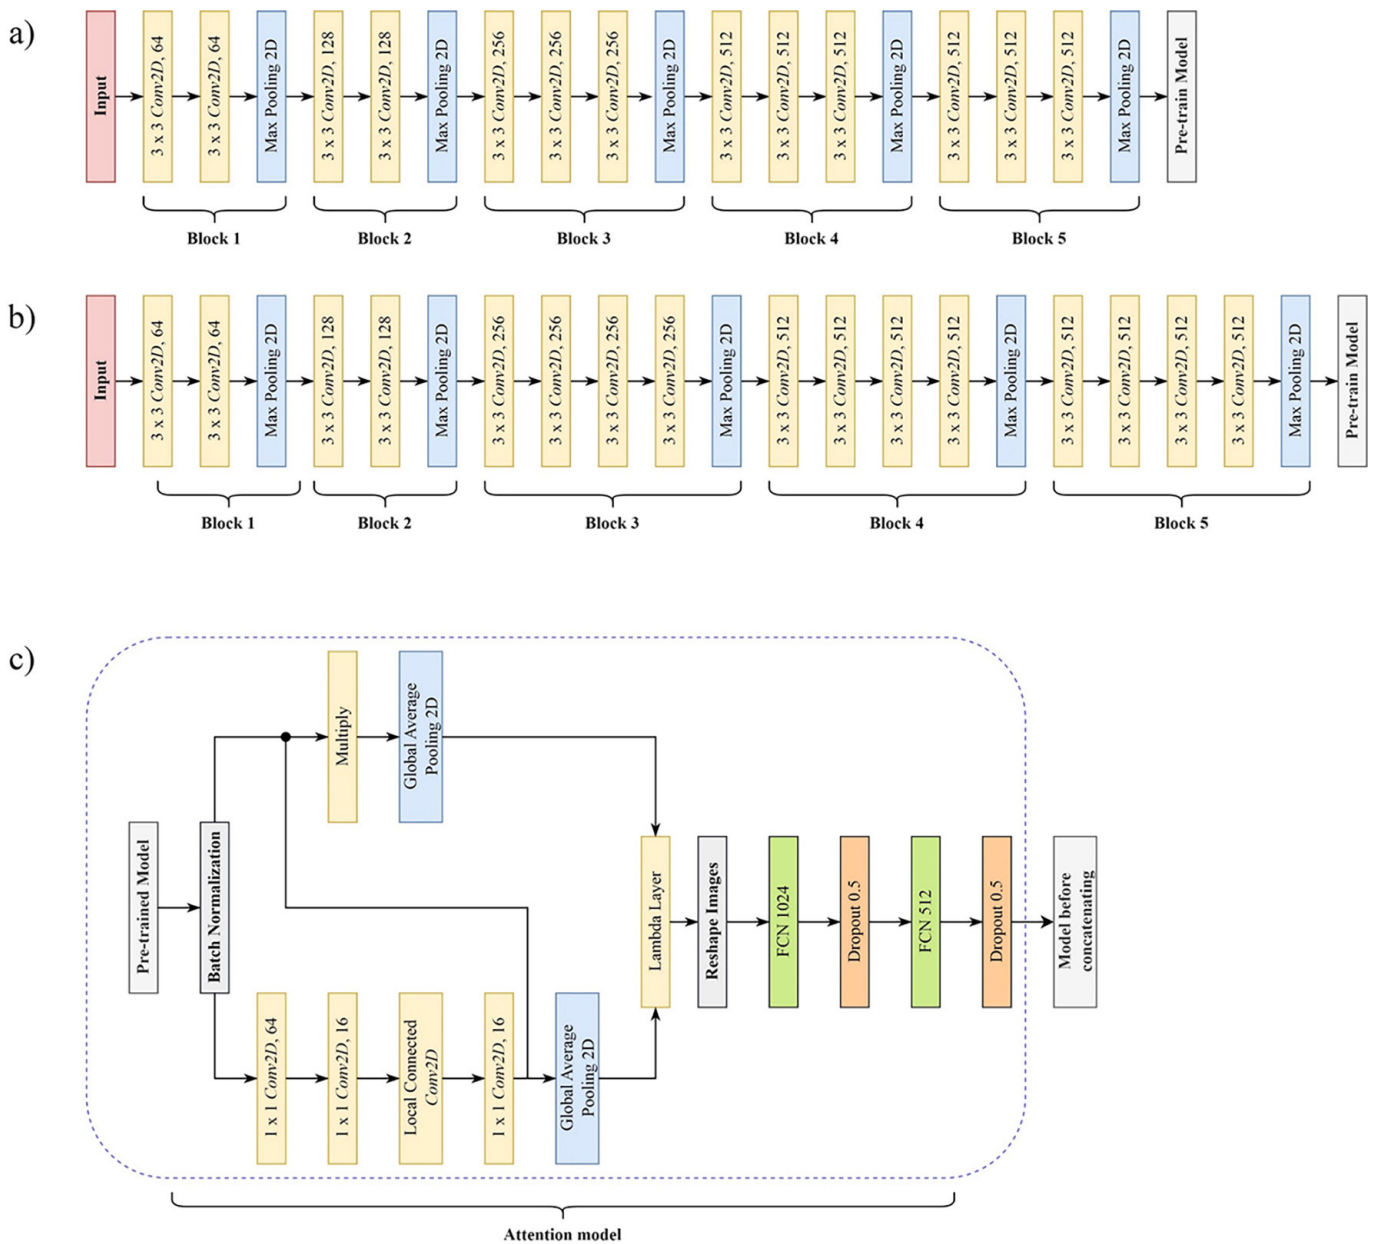 a)
Input
3 x 3 Conv2D, 64
3 x 3 Conv2D, 64
Max Pooling 2D
3 x 3 Conv2D, 128
3 x 3 Conv2D, 128
Max Pooling 2D
3 x 3 Conv2D, 256
3 x 3 Conv2D, 256
3 x 3 Conv2D, 256
Max Pooling 2D
3 x 3 Conv2D, 512
3 x 3 Conv2D, 512
3 x 3 Conv2D, 512
Max Pooling 2D
3 x 3 Conv2D, 512
3 x 3 Conv2D, 512
3 x 3 Conv2D, 512
Max Pooling 2D
Pre-train Model
Block 1
Block 2
Block 3
Block 4
Block 5
b)
Input
3 x 3 Conv2D, 64
3 x 3 Conv2D, 64
Max Pooling 2D
3 x 3 Conv2D, 128
3 x 3 Conv2D, 128
Max Pooling 2D
3 x 3 Conv2D, 256
3 x 3 Conv2D, 256
3 x 3 Conv2D, 256
3 x 3 Conv2D, 256
Max Pooling 2D
3 x 3 Conv2D, 512
3 x 3 Conv2D, 512
3 x 3 Conv2D, 512
3 x 3 Conv2D, 512
Max Pooling 2D
3 x 3 Conv2D, 512
3 x 3 Conv2D, 512
3 x 3 Conv2D, 512
3 x 3 Conv2D, 512
Max Pooling 2D
Pre-train Model
Block 1
Block 2
Block 3
Block 4
Block 5
c)
Multiply
Global Average
Pooling 2D
Pre-trained Model
Batch Normalization
Lambda Layer
Reshape Images
FCN 1024
Dropout 0.5
FCN 512
Dropout 0.5
Model before
concatenating
1 x 1 Conv2D, 64
1 x 1 Conv2D, 16
Local Connected
Conv2D
1 x 1 Conv2D, 16
Global Average
Pooling 2D
Attention model